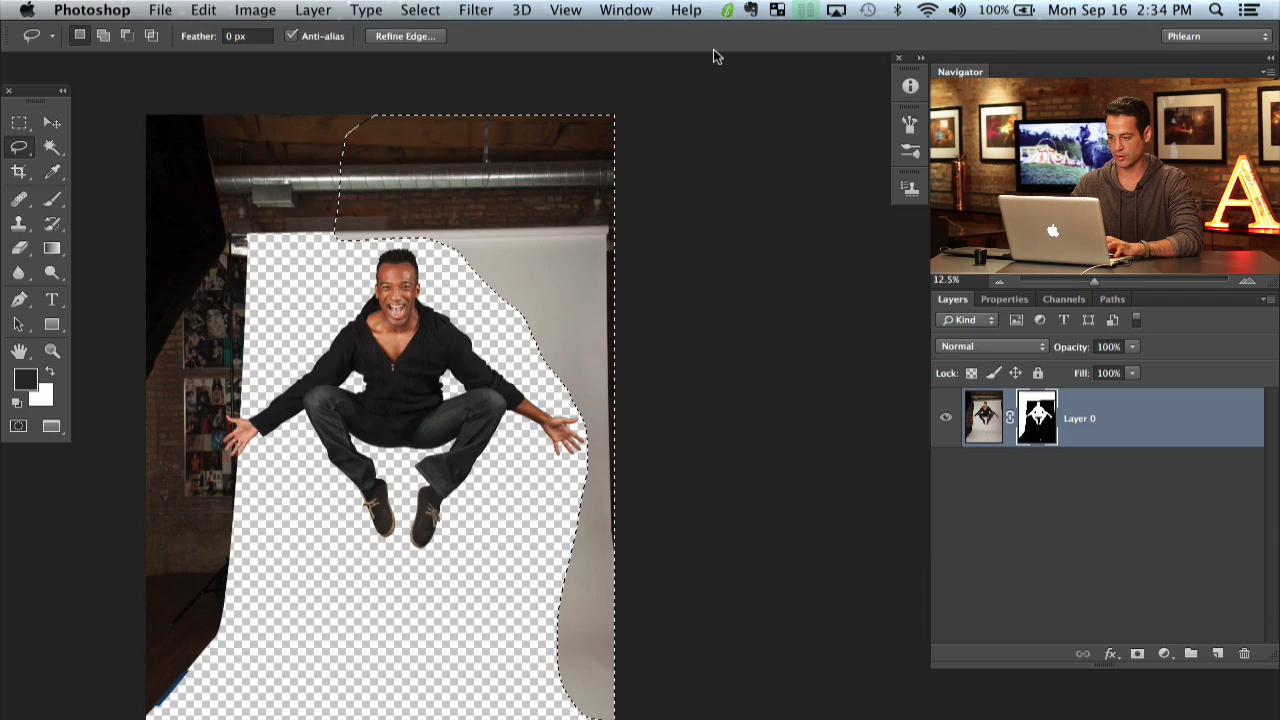 Photoshop File Edit Image Layer Type Select Filter 3D View Window Help 100% Mon Sep 16 2:34 PM
Feather: 0 px Anti-alias Refine Edge... Phlearn
Navigator
A
12.5%
Layers Properties Channels Paths
Kind T
Normal Opacity: 100%
Lock: Fill: 100%
Layer 0
fx